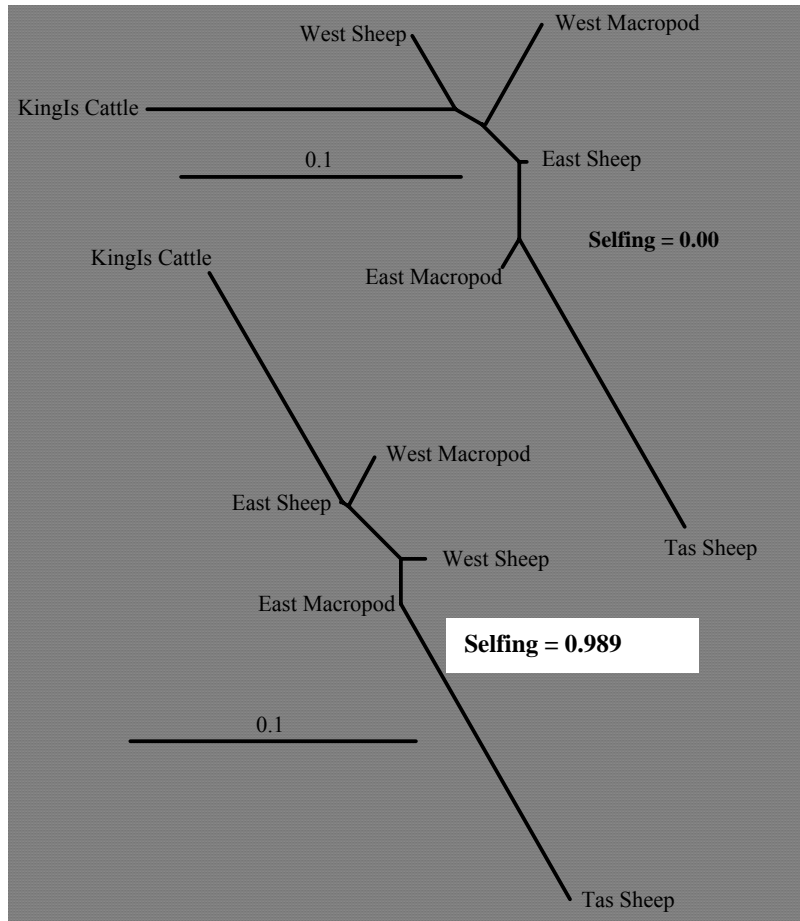 West Sheep
West Macropod
KingIs Cattle
0.1
East Sheep
Selfing = 0.00
KingIs Cattle
East Macropod
West Macropod
East Sheep
Tas Sheep
West Sheep
East Macropod
Selfing = 0.989
0.1
Tas Sheep